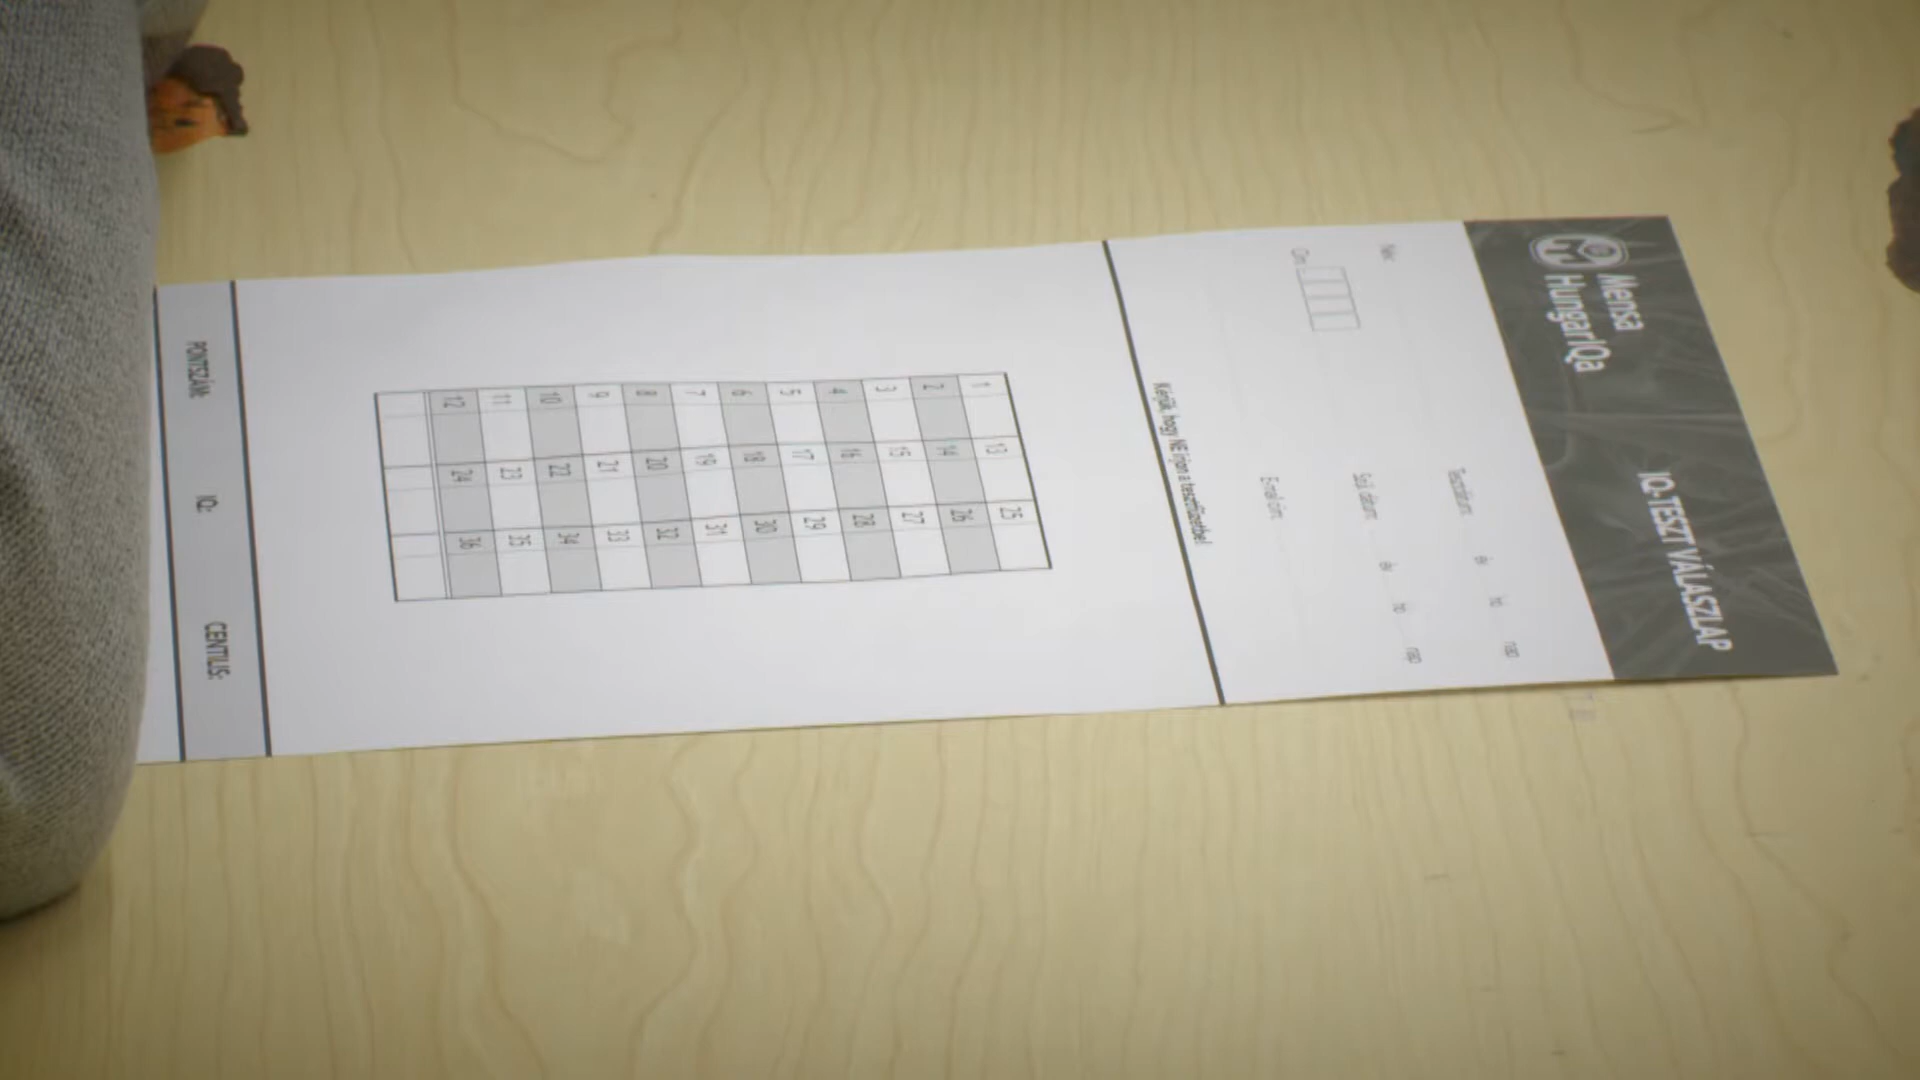 Mensa
HungarIQa
IQ-TESZT VÁLASZLAP
Név:
Tesztdátum:
év
hó
nap
Szül. dátum:
év
hó
nap
Cím:
E-mail cím:
Kérjük, hogy NE írjon a tesztfüzetbe!
1 13 25
2 14 26
3 15 27
4 16 28
5 17 29
6 18 30
7 19 31
8 20 32
9 21 33
10 22 34
11 23 35
12 24 36
PONTSZÁM: IQ: CENTILIS: